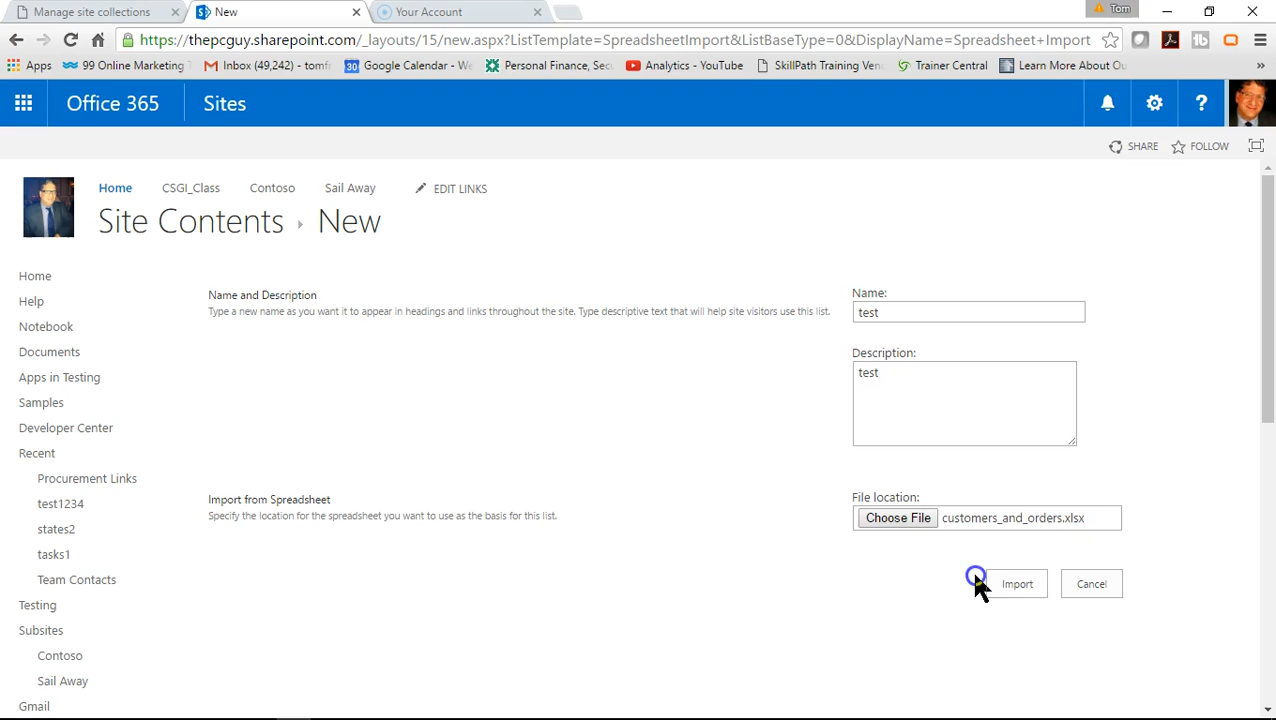 Manage site collections
New
Your Account
Tom
https://thepcguy.sharepoint.com/_layouts/15/new.aspx?ListTemplate=SpreadsheetImport&ListBaseType=0&DisplayName=Spreadsheet+Import
Apps
99 Online Marketing
Inbox (49,242) - tomf
Google Calendar - We
Personal Finance, Sec
Analytics - YouTube
SkillPath Training Ven
Trainer Central
Learn More About Ou
Office 365
Sites
SHARE
FOLLOW
Home
CSGI_Class
Contoso
Sail Away
EDIT LINKS
Site Contents
New
Home
Help
Notebook
Documents
Apps in Testing
Samples
Developer Center
Recent
Procurement Links
test1234
states2
tasks1
Team Contacts
Testing
Subsites
Contoso
Sail Away
Gmail
Name and Description
Type a new name as you want it to appear in headings and links throughout the site. Type descriptive text that will help site visitors use this list.
Name:
test
Description:
test
Import from Spreadsheet
Specify the location for the spreadsheet you want to use as the basis for this list.
File location:
Choose File customers_and_orders.xlsx
Import
Cancel